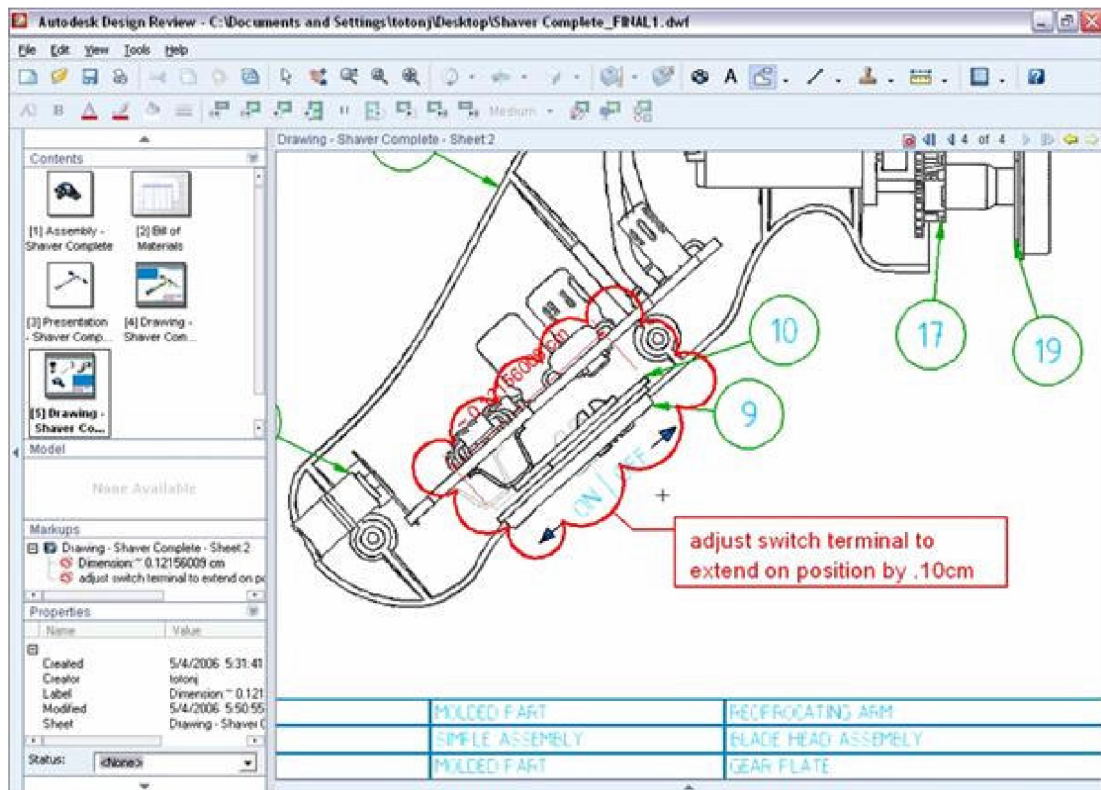 Autodesk Design Review - C:\Documents and Settings\totonj\Desktop\Shaver Complete_FINAL1.dwf
File Edit View Tools Help
A
A B A Medium
Drawing - Shaver Complete - Sheet:2
4 of 4
Contents
[1] Assembly -
Shaver Complete
[2] Bill of
Materials
[3] Presentation
- Shaver Comp...
[4] Drawing -
Shaver Com...
[5] Drawing -
Shaver Co...
Model
None Available
Markups
Drawing - Shaver Complete - Sheet:2
Dimension:~ 0.12156009 cm
adjust switch terminal to extend on po
Properties
Name Value
Created 5/4/2006 5:31:41
Creator totonj
Label Dimension:~ 0.121
Modified 5/4/2006 5:50:55
Sheet Drawing - Shaver C
Status: <None>
10
17
19
9
~ 0.12156009 cm
ON | OFF
adjust switch terminal to
extend on position by .10cm
MOLDED PART RECIPROCATING ARM
SIMPLE ASSEMBLY BLADE HEAD ASSEMBLY
MOLDED PART GEAR PLATE